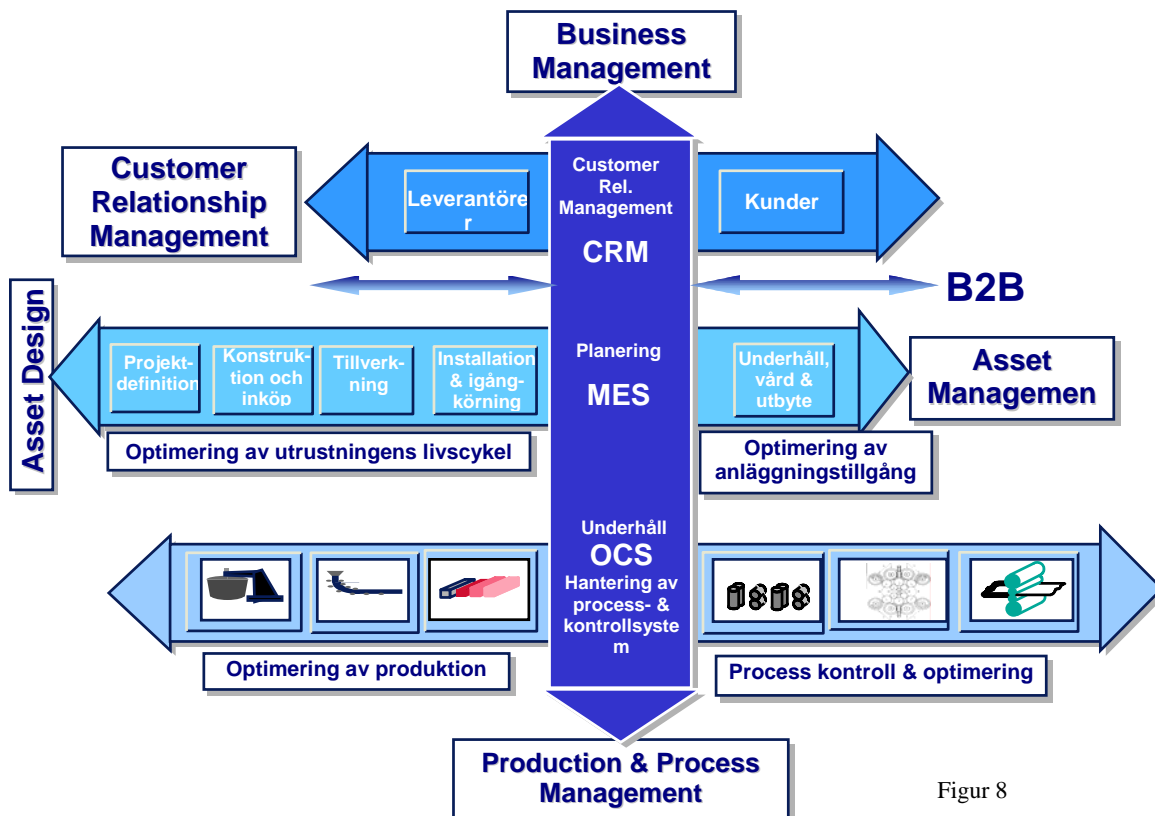 Business
Management
Customer
Relationship
Management
Leverantöre
r
Customer
Rel.
Management
CRM
Kunder
B2B
Asset Design
Projekt-
definition
Konstruk-
tion och
inköp
Tillverk-
kning
Installation
& igång-
körning
Planering
MES
Underhåll,
vård &
utbyte
Asset
Managemen
Optimering av utrustningens livscykel
Optimering av
anläggningstillgång
Underhåll
OCS
Hantering av
process- &
kontrollsyste
m
Optimering av produktion
Process kontroll & optimering
Production & Process
Management
Figur 8